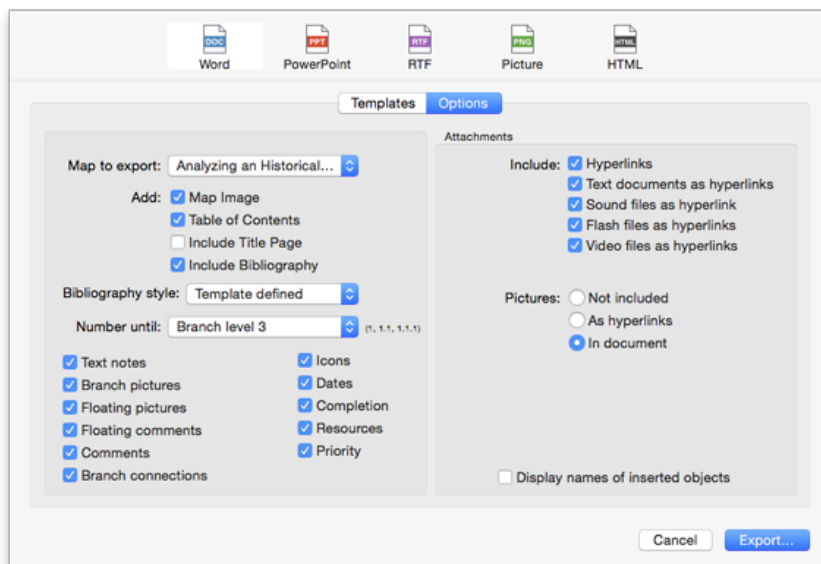 DOC PPT RTF PNG HTML
Word PowerPoint RTF Picture HTML
Templates Options
Map to export: Analyzing an Historical...
Add: Map Image
Table of Contents
Include Title Page
Include Bibliography
Bibliography style: Template defined
Number until: Branch level 3 (1, 1.1, 1.1.1)
Text notes
Branch pictures
Floating pictures
Floating comments
Comments
Branch connections
Icons
Dates
Completion
Resources
Priority
Attachments
Include: Hyperlinks
Text documents as hyperlinks
Sound files as hyperlink
Flash files as hyperlinks
Video files as hyperlinks
Pictures: Not included
As hyperlinks
In document
Display names of inserted objects
Cancel Export...